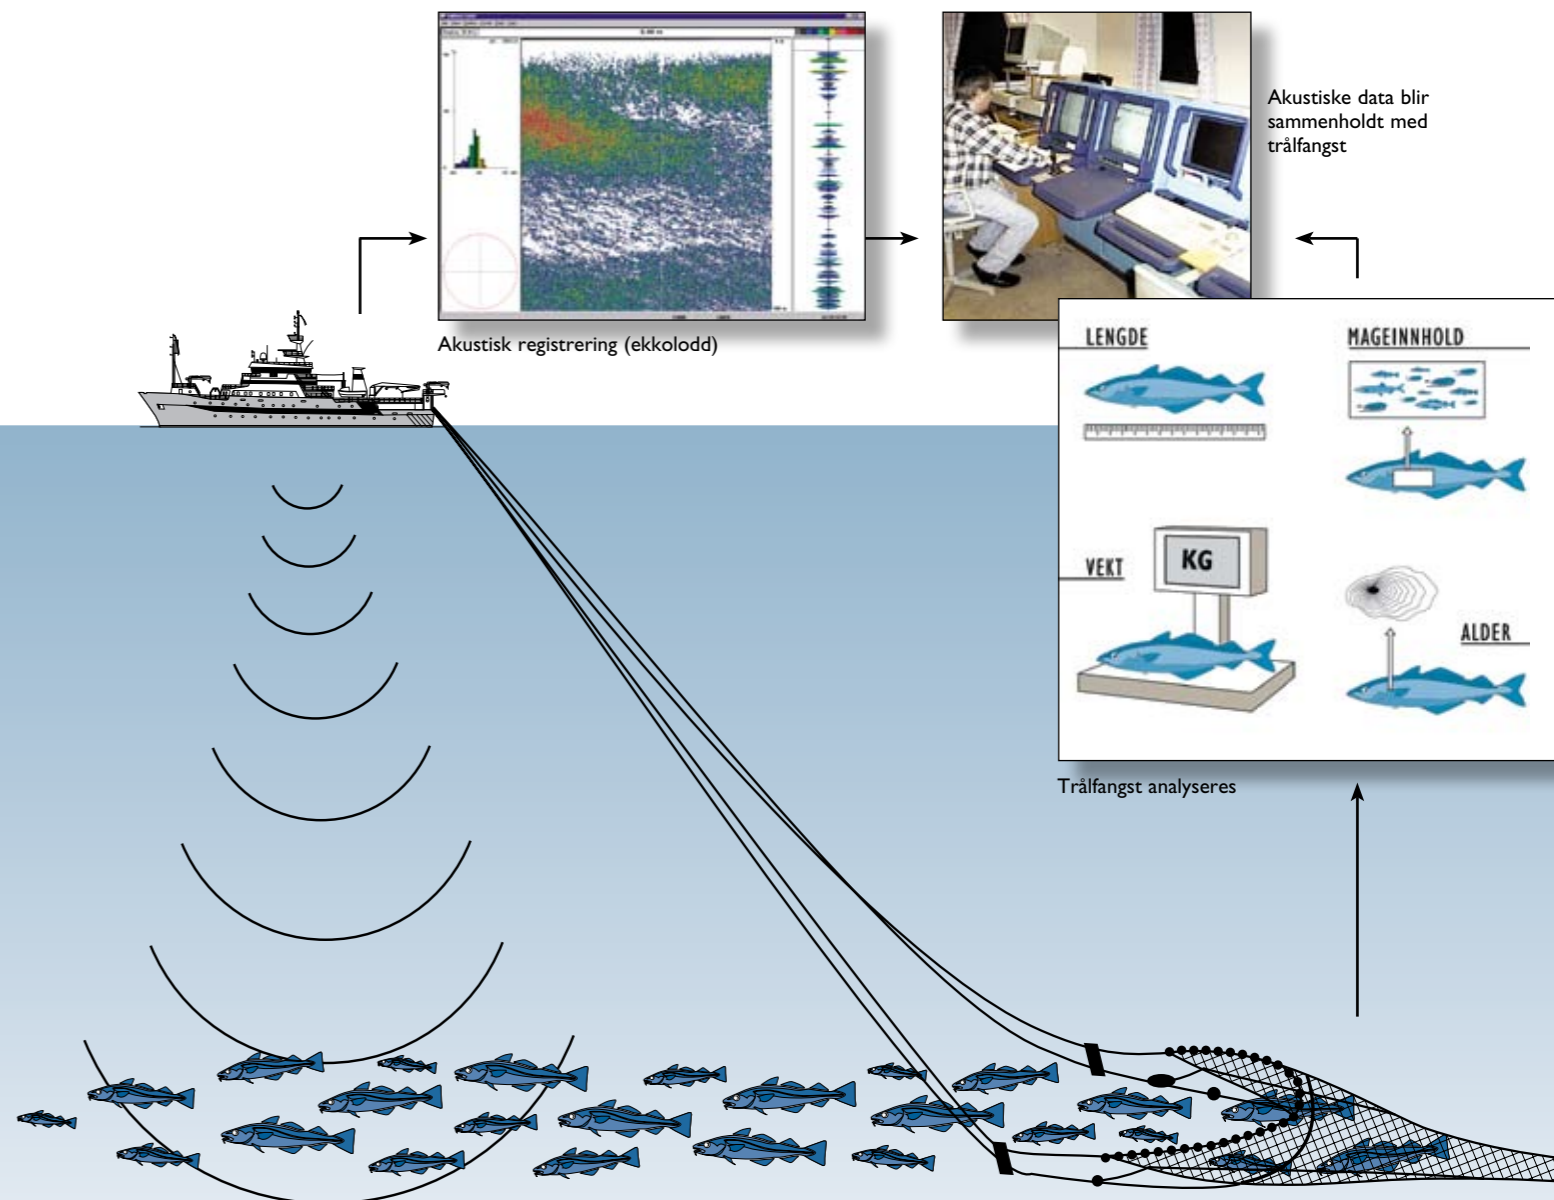 Akustiske data blir
sammenholdt med
trålfangst
Akustisk registrering (ekkolodd)
LENGDE
MAGEINNHOLD
VEKT
KG
ALDER
Trålfangst analyseres